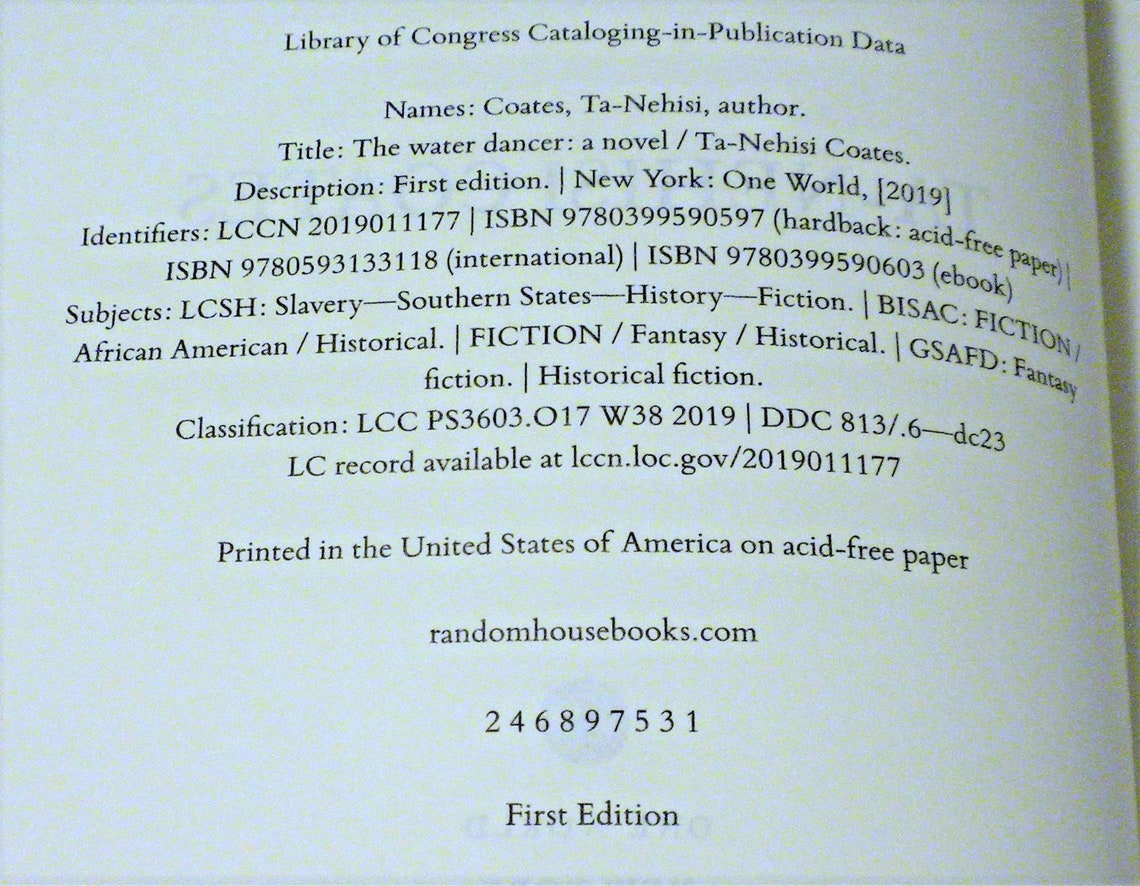 Library of Congress Cataloging-in-Publication Data
Names: Coates, Ta-Nehisi, author.
Title: The water dancer: a novel / Ta-Nehisi Coates.
Description: First edition. | New York: One World, [2019]
Identifiers: LCCN 2019011177 | ISBN 9780399590597 (hardback: acid-free paper) |
ISBN 9780593133118 (international) | ISBN 9780399590603 (ebook)
Subjects: LCSH: Slavery—Southern States—History—Fiction. | BISAC: FICTION /
African American / Historical. | FICTION / Fantasy / Historical. | GSAFD: Fantasy
fiction. | Historical fiction.
Classification: LCC PS3603.O17 W38 2019 | DDC 813/.6—dc23
LC record available at lccn.loc.gov/2019011177
Printed in the United States of America on acid-free paper
randomhousebooks.com
2 4 6 8 9 7 5 3 1
First Edition